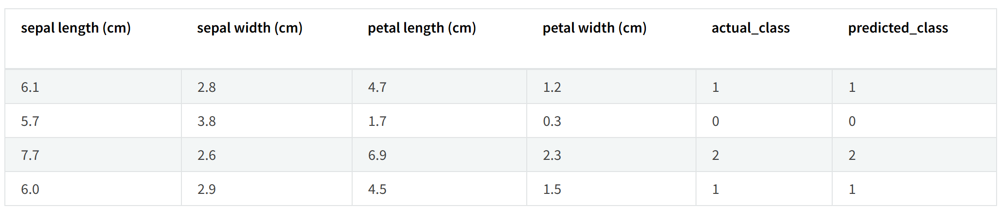 sepal length (cm) sepal width (cm) petal length (cm) petal width (cm) actual_class predicted_class
6.1 2.8 4.7 1.2 1 1
5.7 3.8 1.7 0.3 0 0
7.7 2.6 6.9 2.3 2 2
6.0 2.9 4.5 1.5 1 1